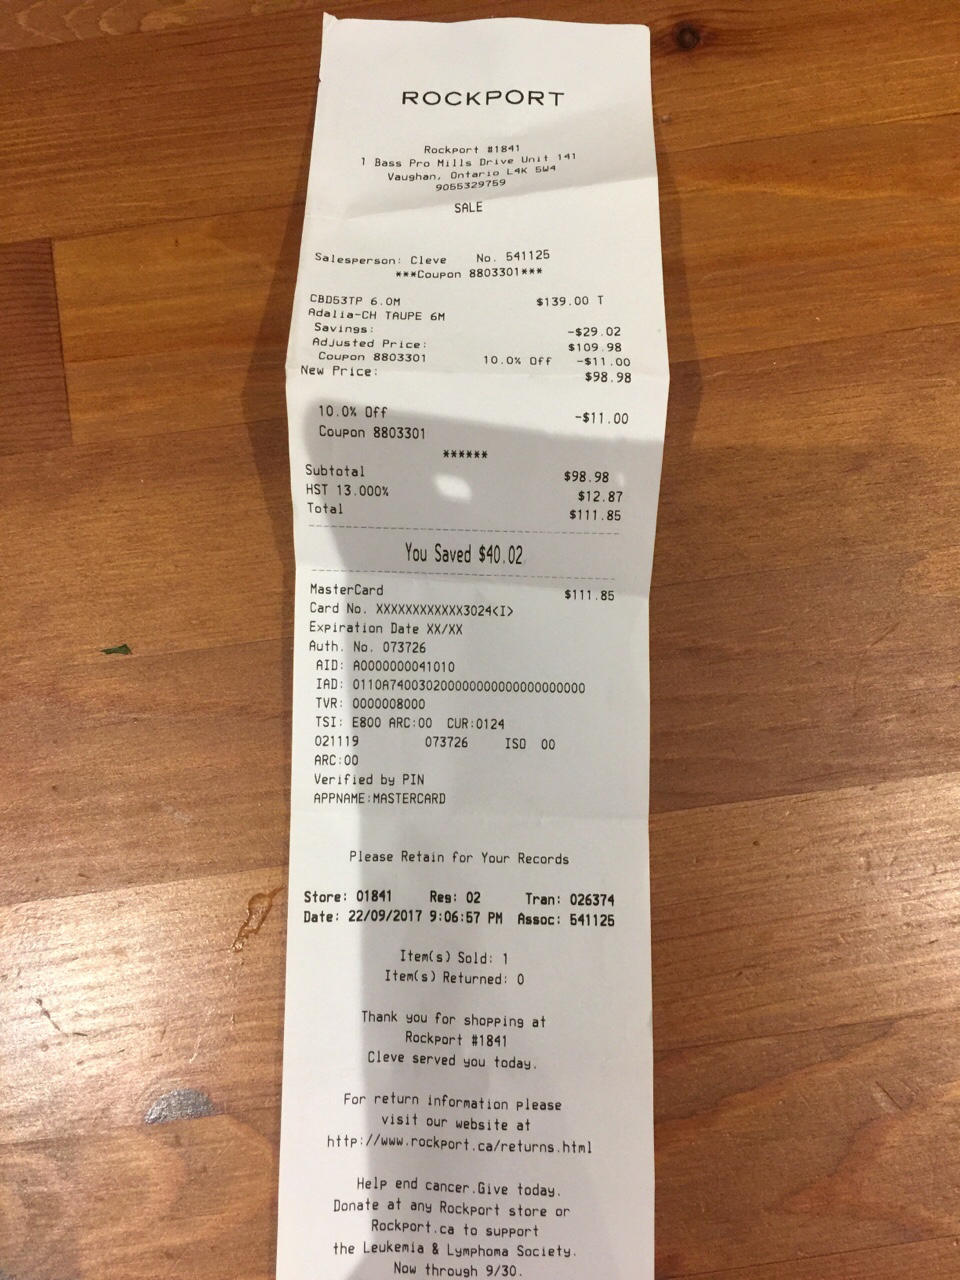 ROCKPORT
Rockport #1841
1 Bass Pro Mills Drive Unit 141
Vaughan, Ontario L4K 5W4
9055329759
SALE
Salesperson: Cleve No. 541125
***Coupon 8803301***
CBD53TP 6.0M $139.00 T
Adalia-CH TAUPE 6M
Savings: -$29.02
Adjusted Price: $109.98
Coupon 8803301 10.0% Off -$11.00
New Price: $98.98
10.0% Off -$11.00
Coupon 8803301
******
Subtotal $98.98
HST 13.000% $12.87
Total $111.85
You Saved $40.02
MasterCard $111.85
Card No. XXXXXXXXXXXX3024<I>
Expiration Date XX/XX
Auth. No. 073726
AID: A0000000041010
IAD: 0110A74003020000000000000000000000
TVR: 0000008000
TSI: E800 ARC:00 CUR:0124
021119 073726 ISO 00
ARC:00
Verified by PIN
APPNAME:MASTERCARD
Please Retain for Your Records
Store: 01841 Reg: 02 Tran: 026374
Date: 22/09/2017 9:06:57 PM Assoc: 541125
Item(s) Sold: 1
Item(s) Returned: 0
Thank you for shopping at
Rockport #1841
Cleve served you today.
For return information please
visit our website at
http://www.rockport.ca/returns.html
Help end cancer.Give today.
Donate at any Rockport store or
Rockport.ca to support
the Leukemia & Lymphoma Society.
Now through 9/30.